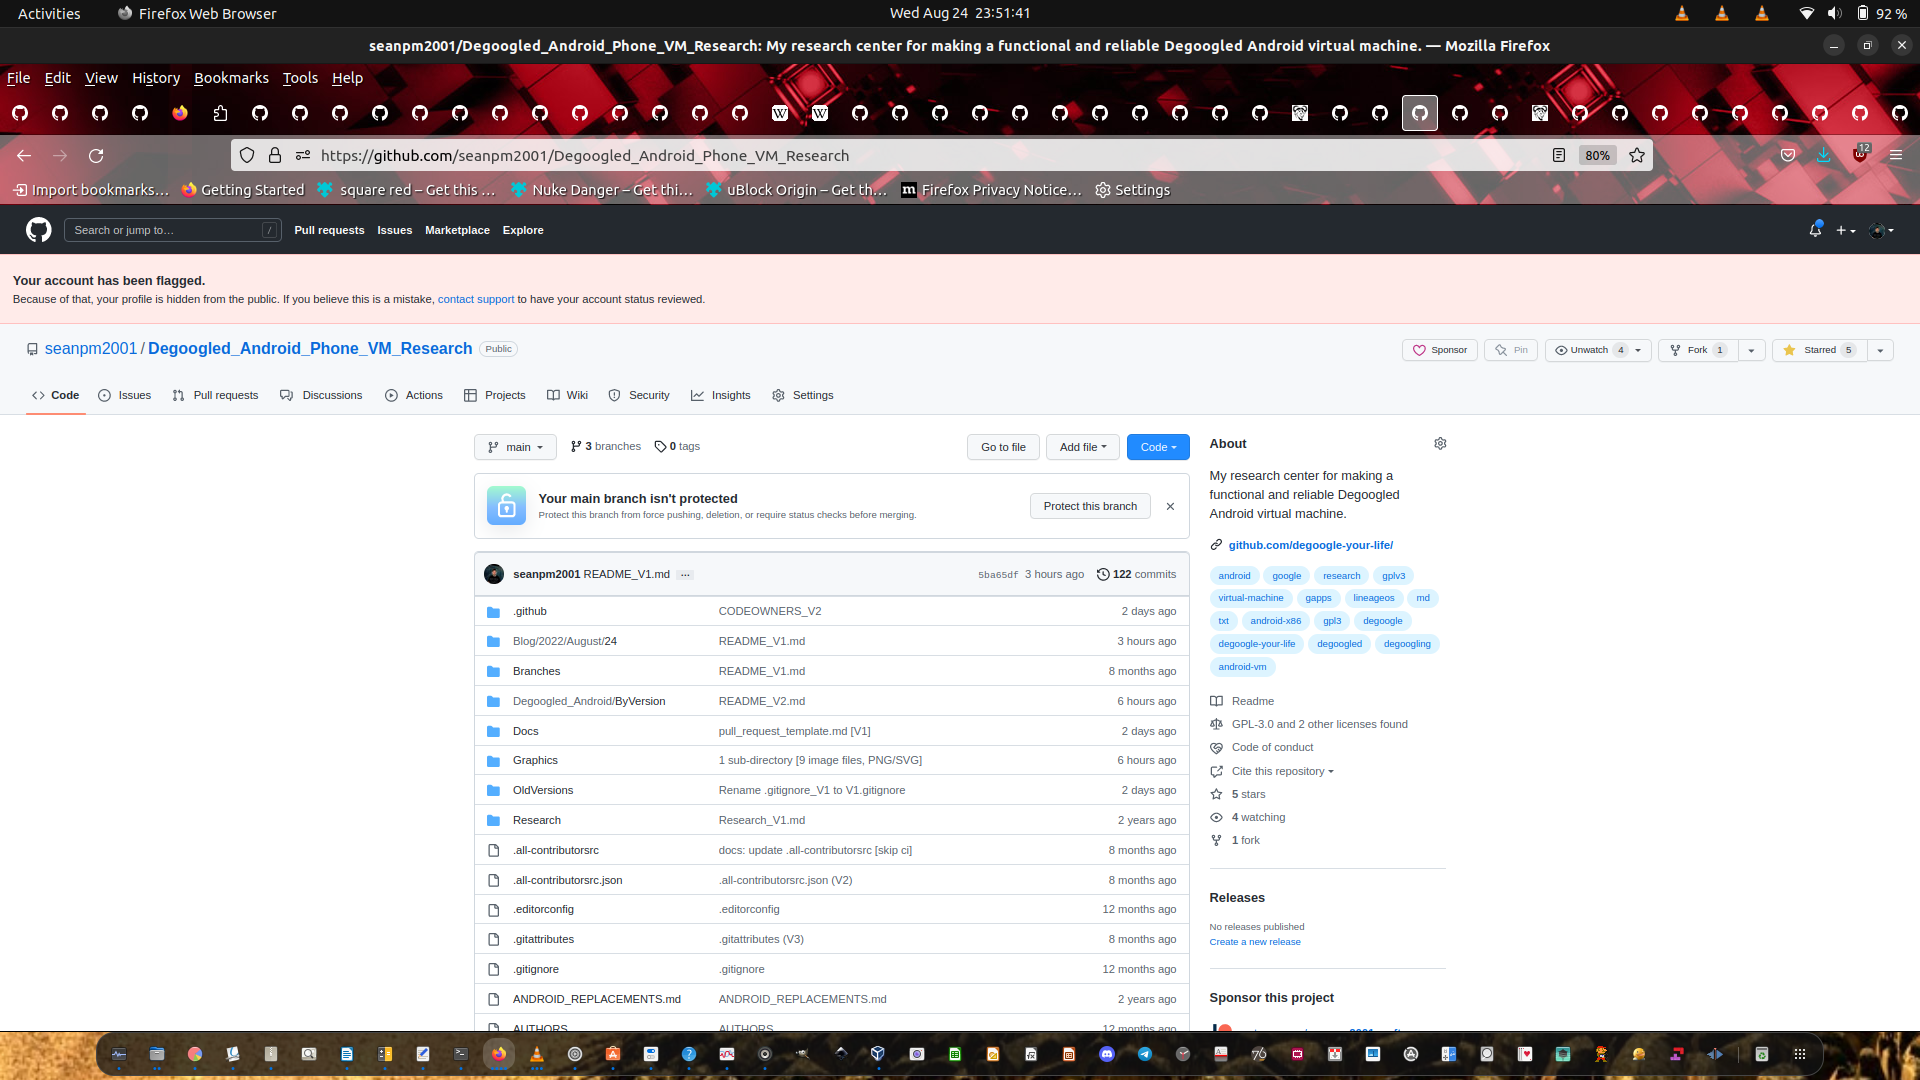 Activities
Firefox Web Browser
Wed Aug 24 23:51:41
92 %
seanpm2001/Degoogled_Android_Phone_VM_Research: My research center for making a functional and reliable Degoogled Android virtual machine. — Mozilla Firefox
File Edit View History Bookmarks Tools Help
https://github.com/seanpm2001/Degoogled_Android_Phone_VM_Research
80%
12
Import bookmarks…
Getting Started
square red – Get this …
Nuke Danger – Get thi…
uBlock Origin – Get th…
Firefox Privacy Notice…
Settings
Search or jump to…
/
Pull requests Issues Marketplace Explore
Your account has been flagged.
Because of that, your profile is hidden from the public. If you believe this is a mistake, contact support to have your account status reviewed.
seanpm2001 / Degoogled_Android_Phone_VM_Research Public
Sponsor
Pin
Unwatch 4
Fork 1
Starred 5
Code Issues Pull requests Discussions Actions Projects Wiki Security Insights Settings
main
3 branches
0 tags
Go to file
Add file
Code
Your main branch isn't protected
Protect this branch from force pushing, deletion, or require status checks before merging.
Protect this branch
seanpm2001 README_V1.md ...
5ba65df 3 hours ago
122 commits
.github CODEOWNERS_V2 2 days ago
Blog/2022/August/24 README_V1.md 3 hours ago
Branches README_V1.md 8 months ago
Degoogled_Android/ByVersion README_V2.md 6 hours ago
Docs pull_request_template.md [V1] 2 days ago
Graphics 1 sub-directory [9 image files, PNG/SVG] 6 hours ago
OldVersions Rename .gitignore_V1 to V1.gitignore 2 days ago
Research Research_V1.md 2 years ago
.all-contributorsrc docs: update .all-contributorsrc [skip ci] 8 months ago
.all-contributorsrc.json .all-contributorsrc.json (V2) 8 months ago
.editorconfig .editorconfig 12 months ago
.gitattributes .gitattributes (V3) 8 months ago
.gitignore .gitignore 12 months ago
ANDROID_REPLACEMENTS.md ANDROID_REPLACEMENTS.md 2 years ago
AUTHORS AUTHORS 12 months ago
About
My research center for making a
functional and reliable Degoogled
Android virtual machine.
github.com/degoogle-your-life/
android google research gplv3
virtual-machine gapps lineageos md
txt android-x86 gpl3 degoogle
degoogle-your-life degoogled degoogling
android-vm
Readme
GPL-3.0 and 2 other licenses found
Code of conduct
Cite this repository
5 stars
4 watching
1 fork
Releases
No releases published
Create a new release
Sponsor this project